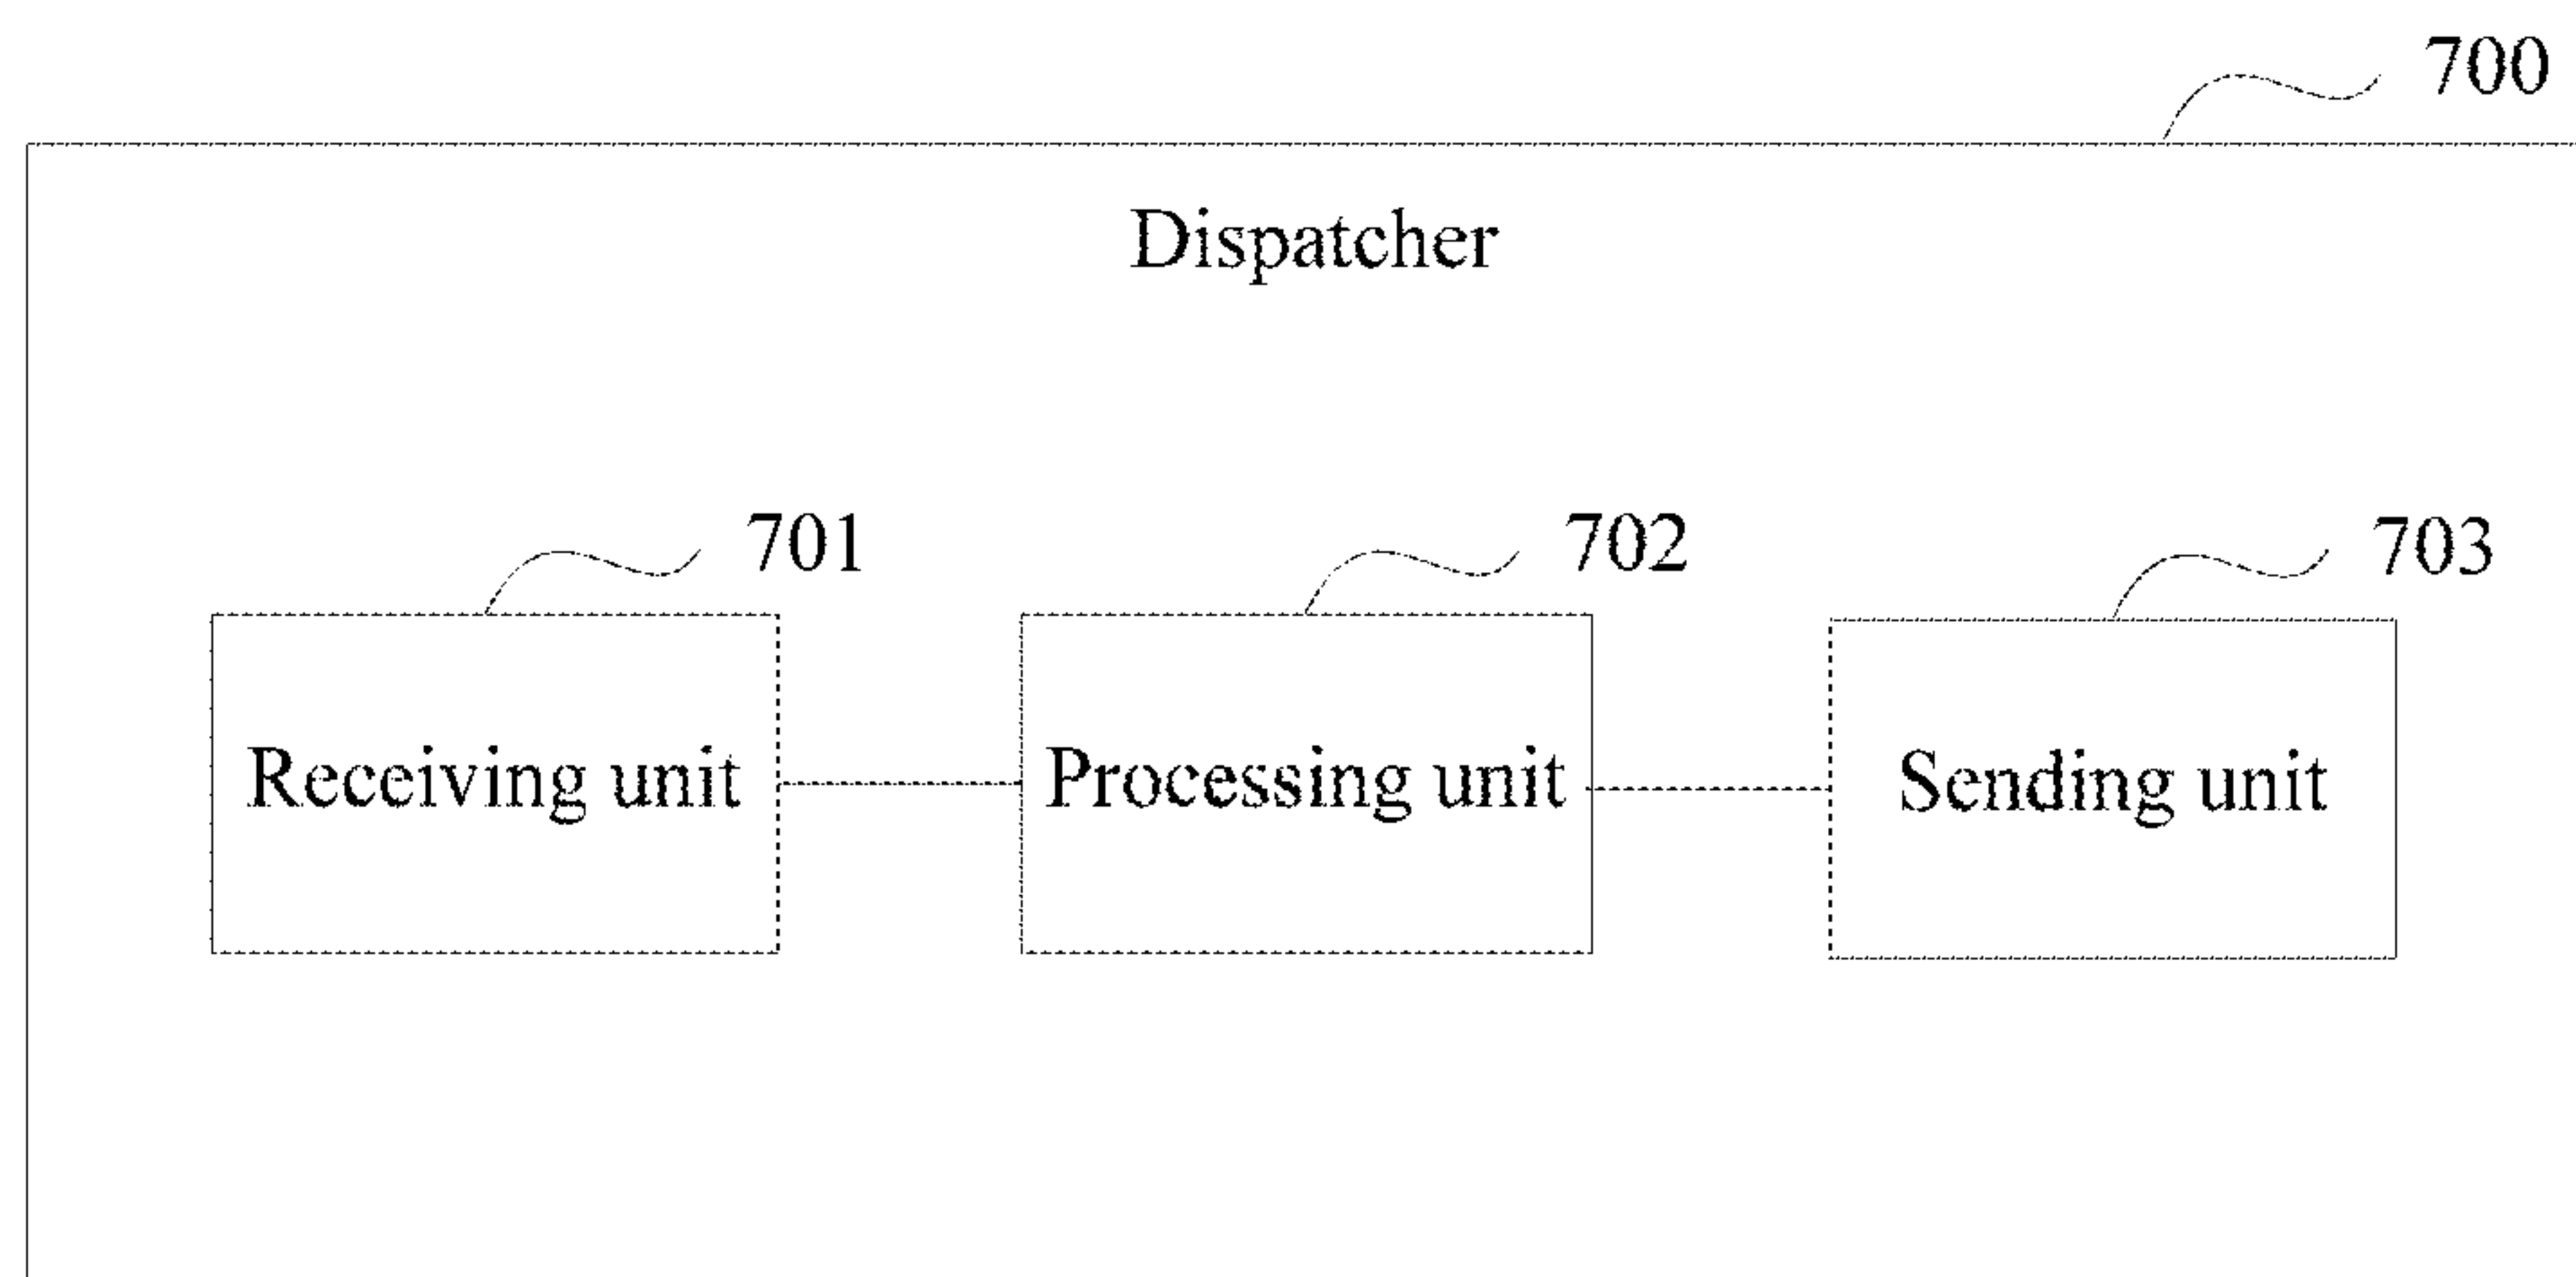 700
Dispatcher
701
702
703
Receiving unit
Processing unit
Sending unit